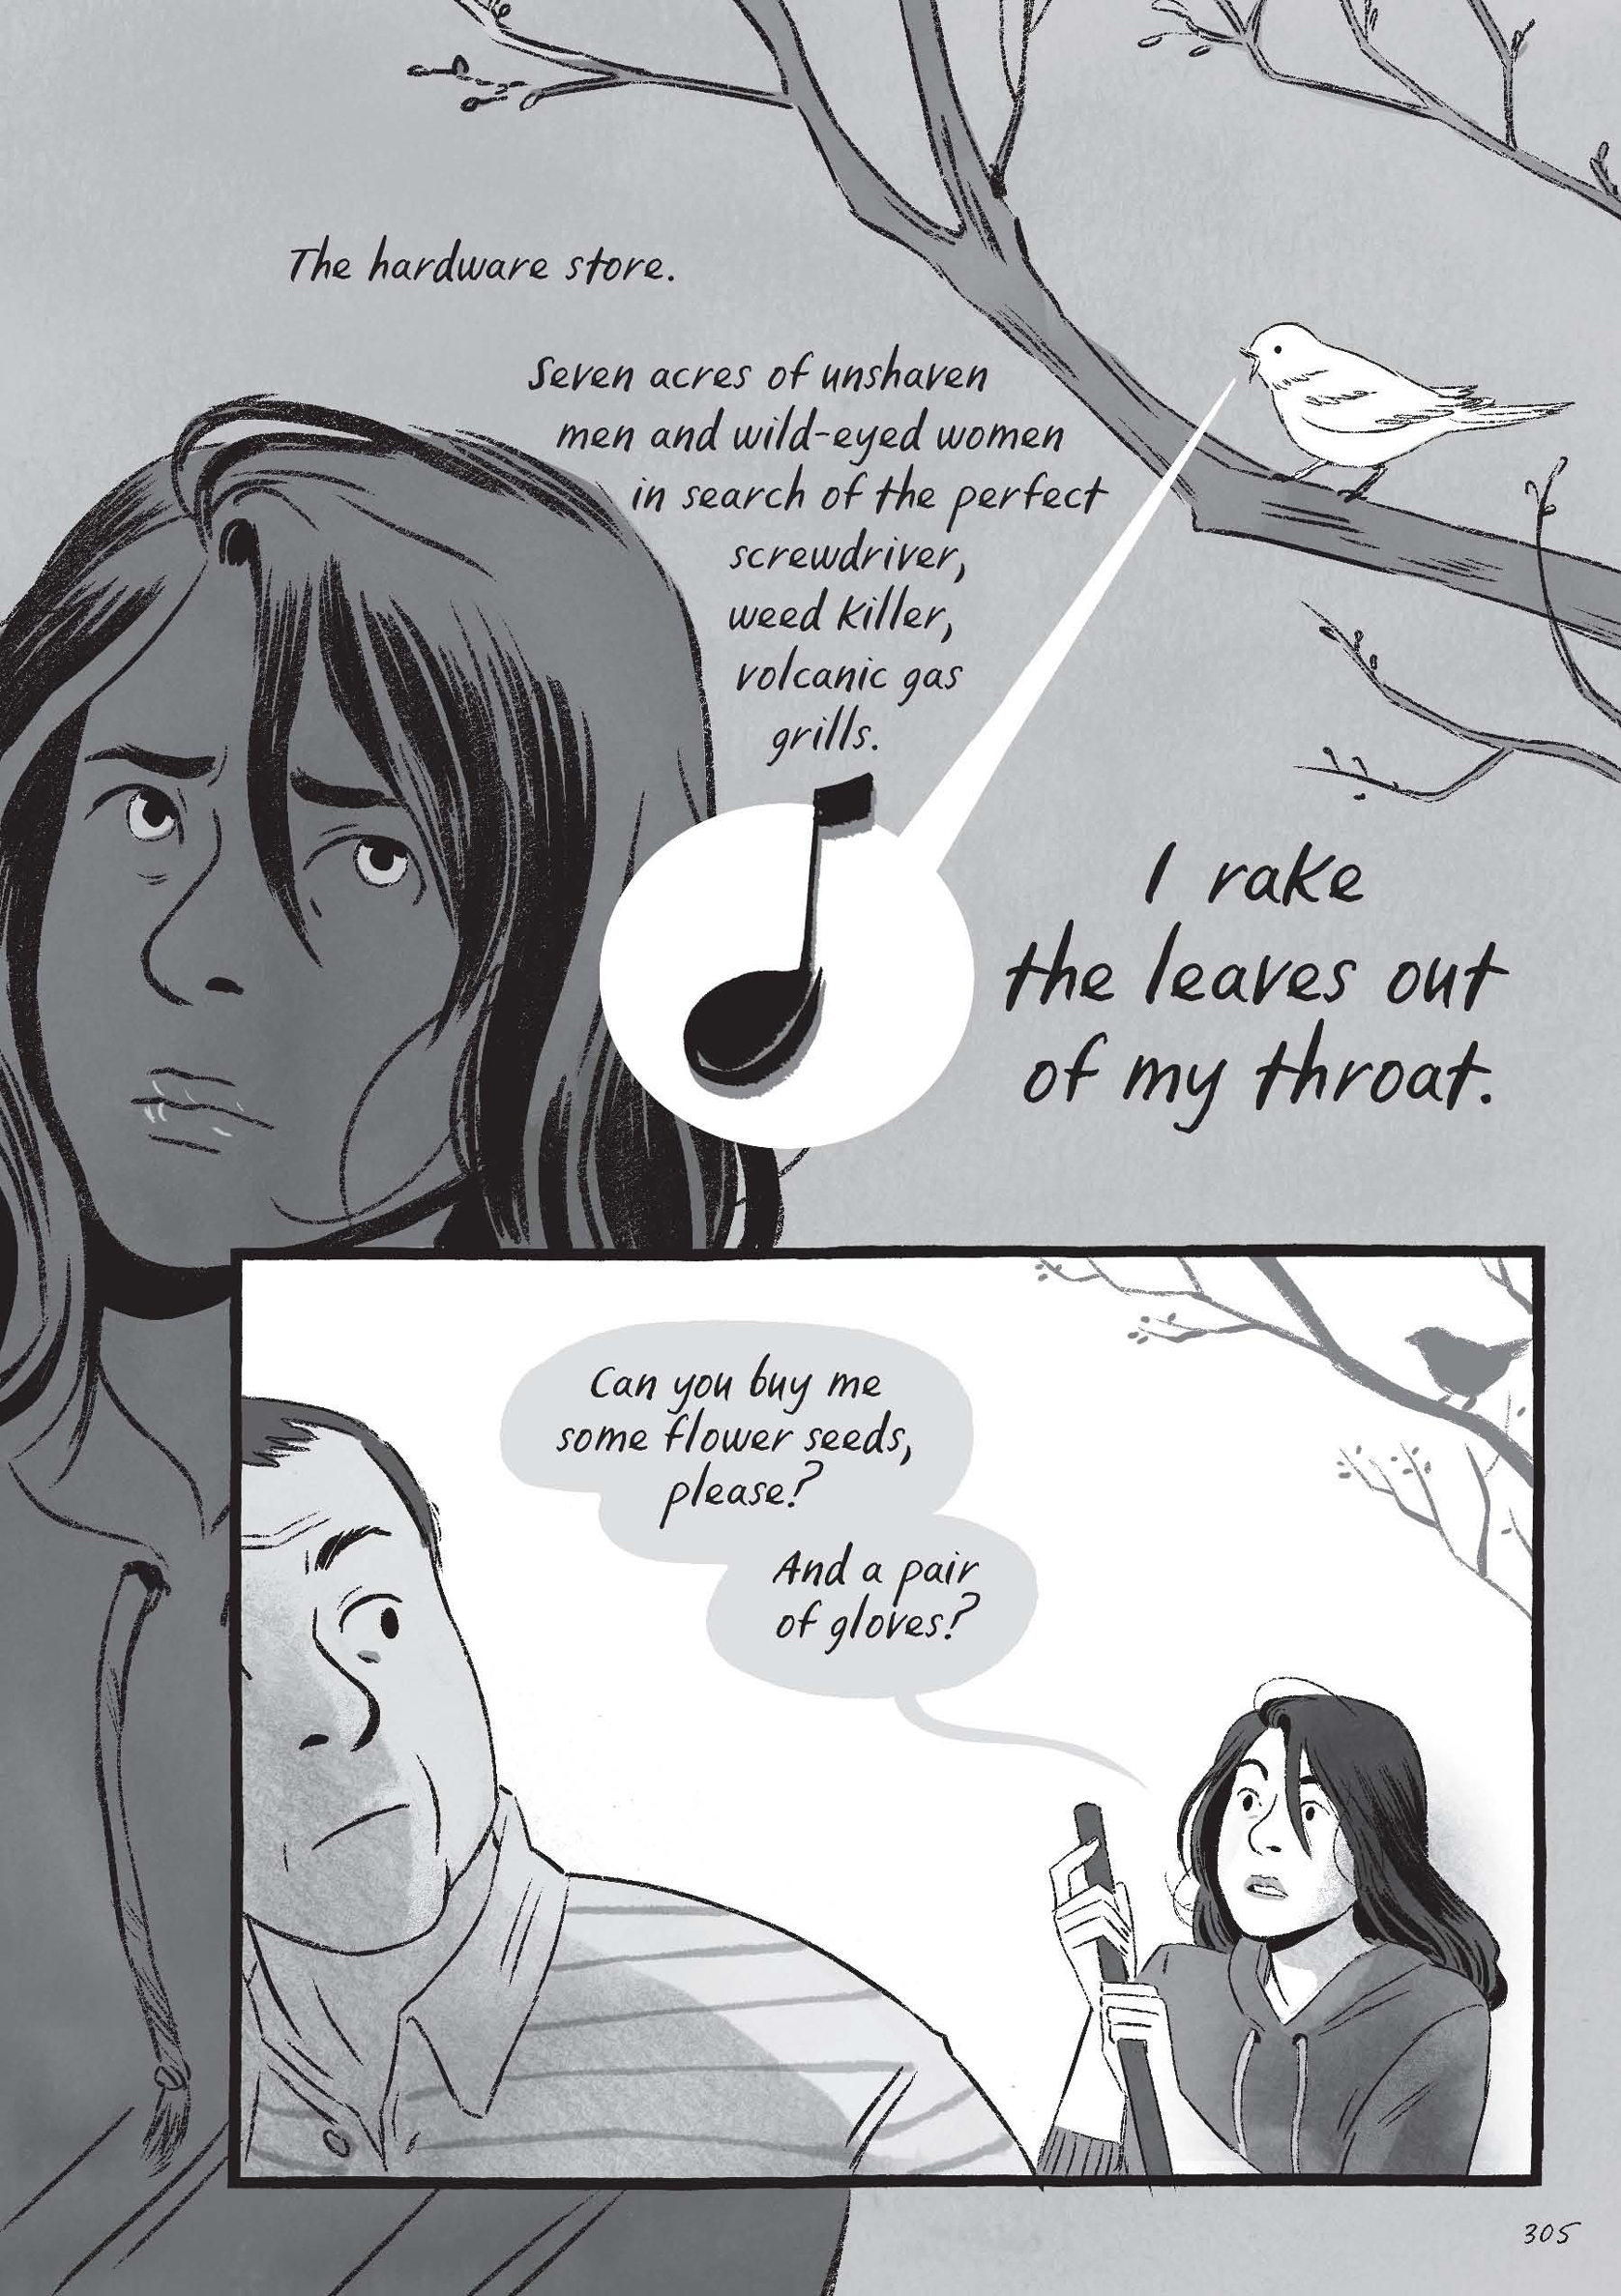 The hardware store.
Seven acres of unshaven
men and wild-eyed women
in search of the perfect
screwdriver,
weed killer,
volcanic gas
grills.
I rake
the leaves out
of my throat.
Can you buy me
some flower seeds,
please?
And a pair
of gloves?
305